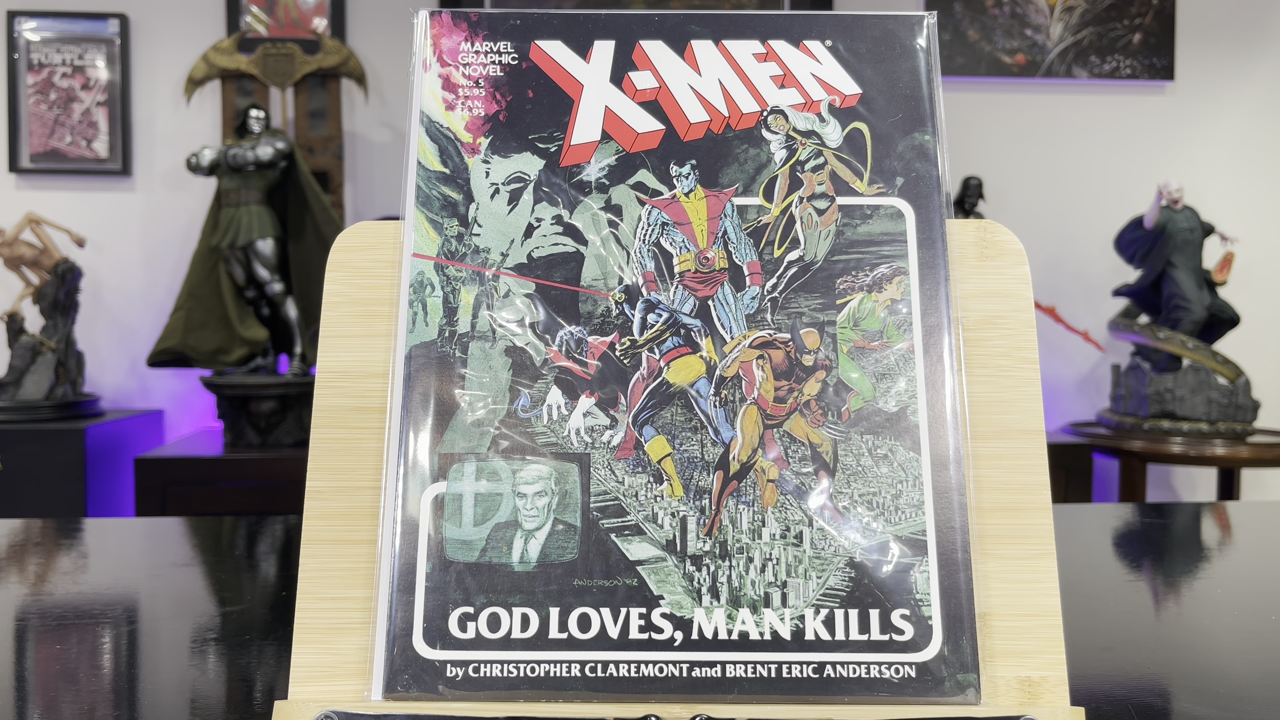 MARVEL
GRAPHIC
NOVEL
No. 5
$5.95
CAN.
$6.95
X-MEN®
ANDERSON '82
GOD LOVES, MAN KILLS
by CHRISTOPHER CLAREMONT and BRENT ERIC ANDERSON
TURTLES